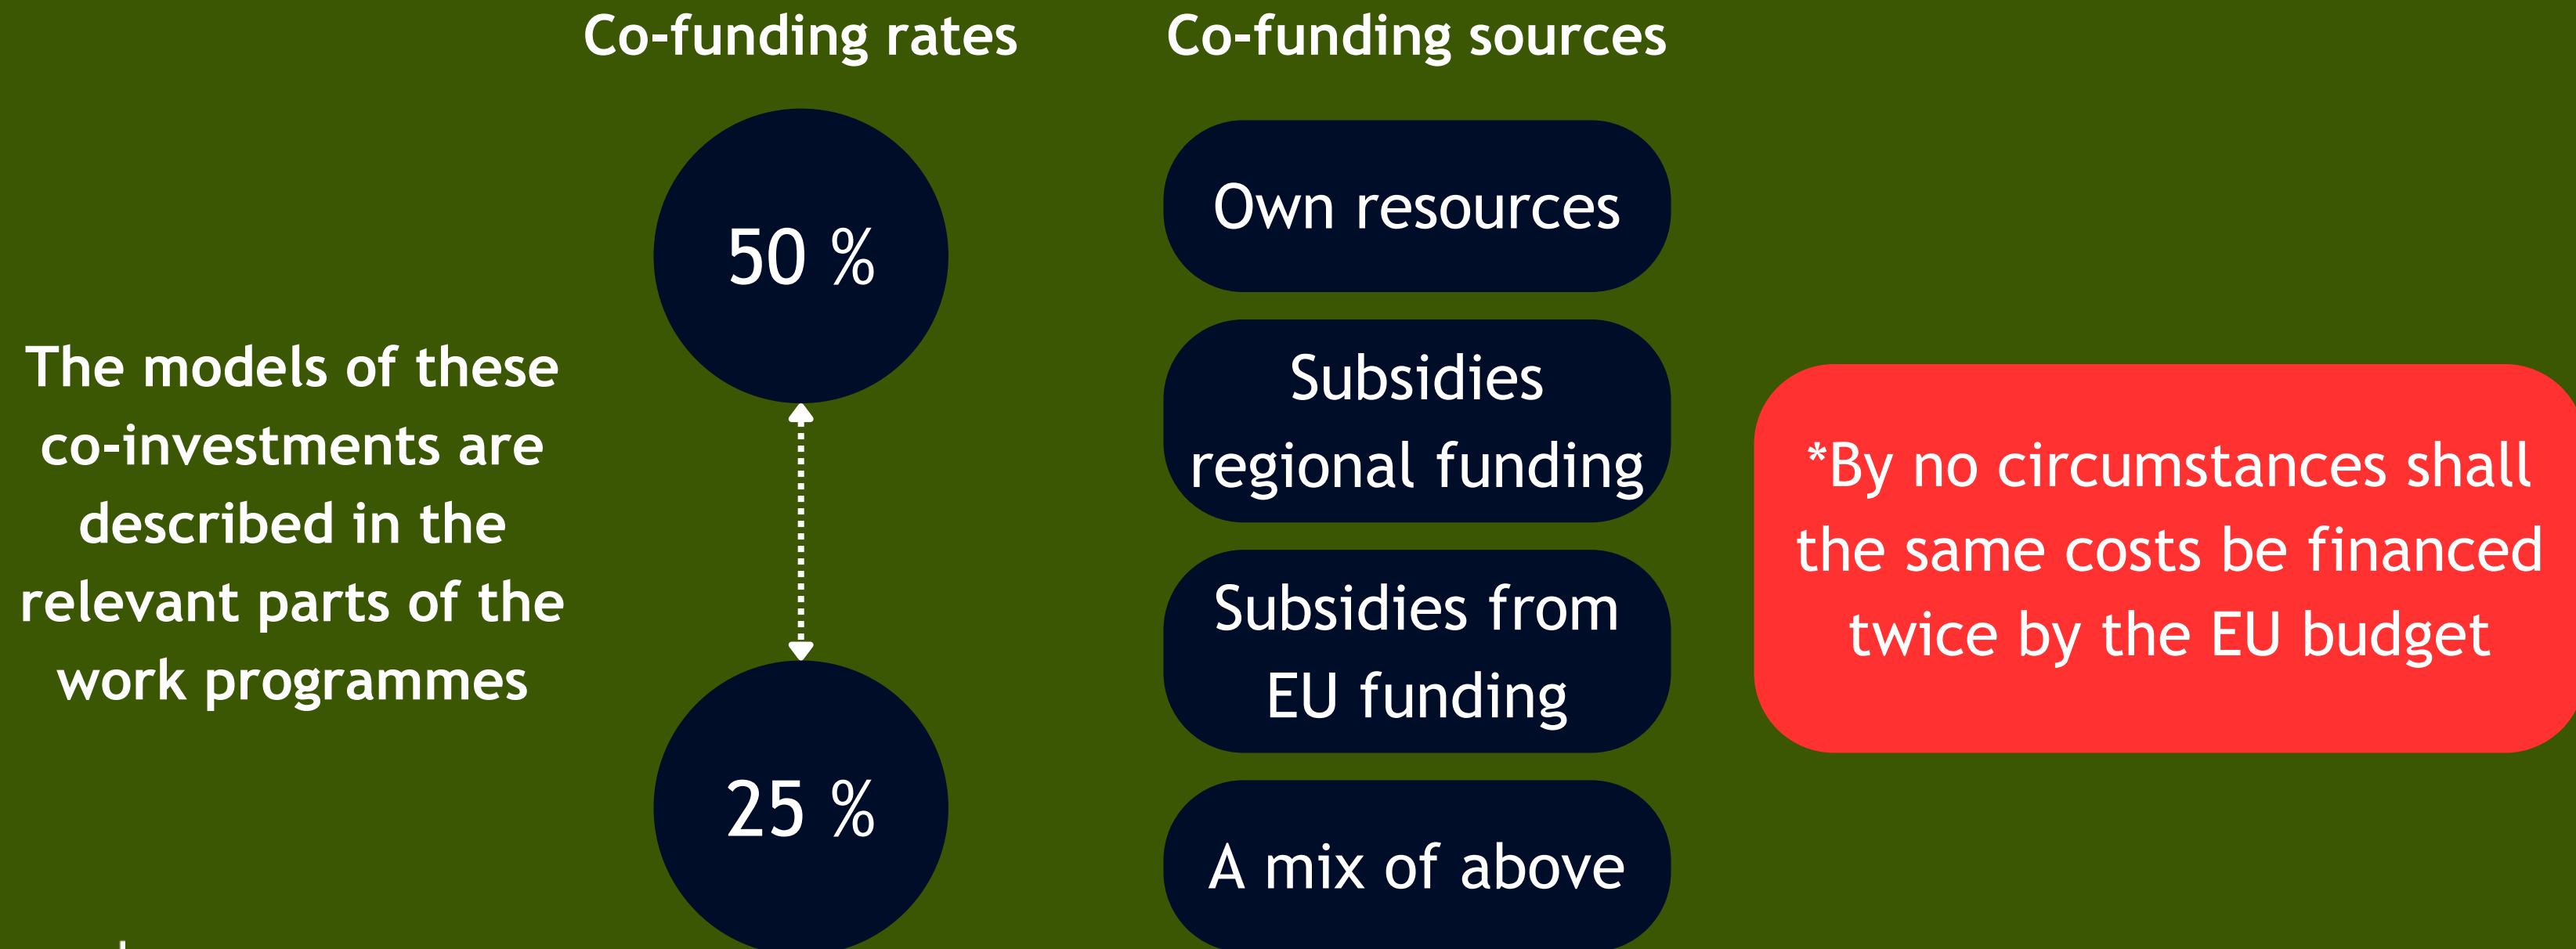 Co-funding rates
Co-funding sources
The models of these
co-investments are
described in the
relevant parts of the
work programmes
50 %
25 %
Own resources
Subsidies
regional funding
Subsidies from
EU funding
A mix of above
*By no circumstances shall
the same costs be financed
twice by the EU budget